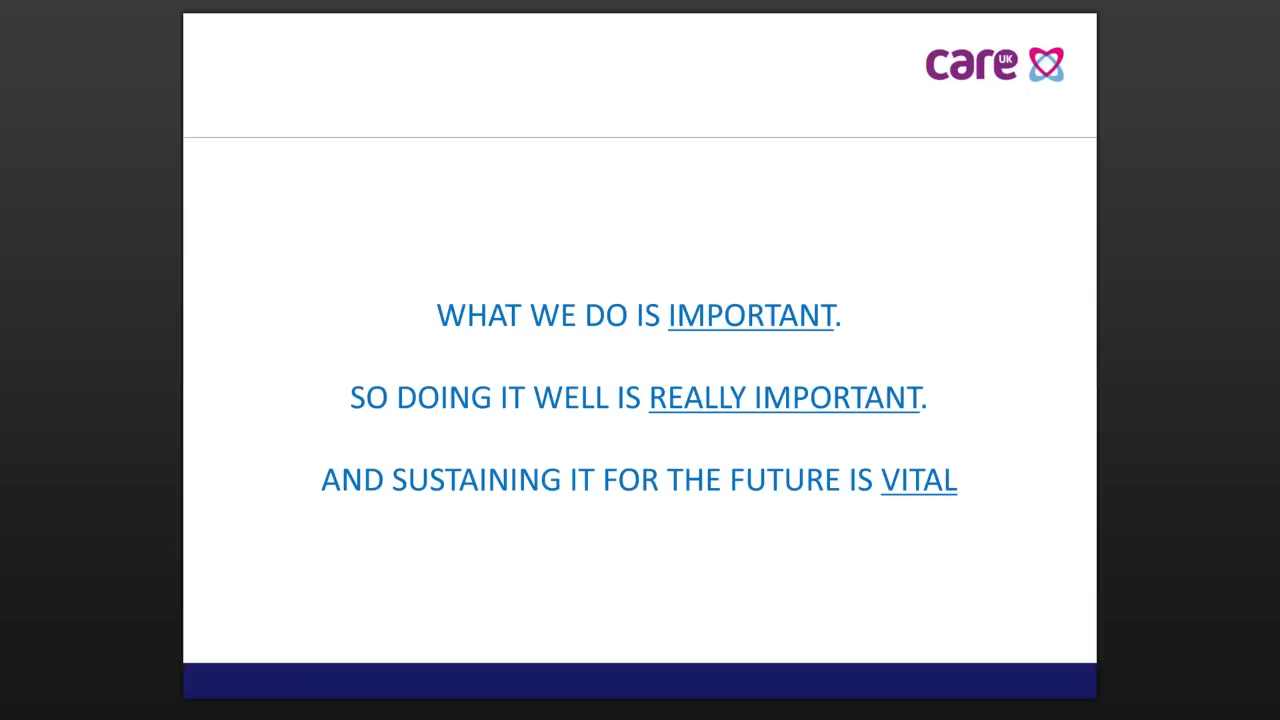 care UK
WHAT WE DO IS IMPORTANT.
SO DOING IT WELL IS REALLY IMPORTANT.
AND SUSTAINING IT FOR THE FUTURE IS VITAL